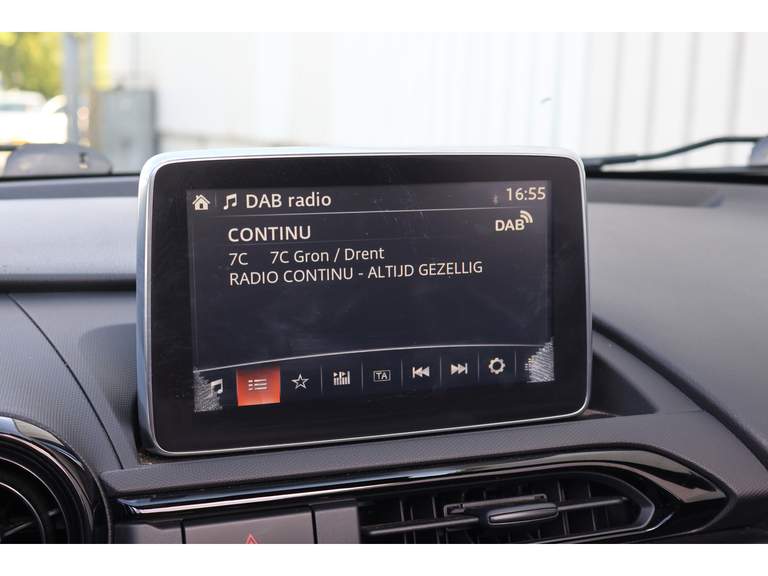 DAB radio 16:55
CONTINU DAB
7C 7C Gron / Drent
RADIO CONTINU - ALTIJD GEZELLIG
TA